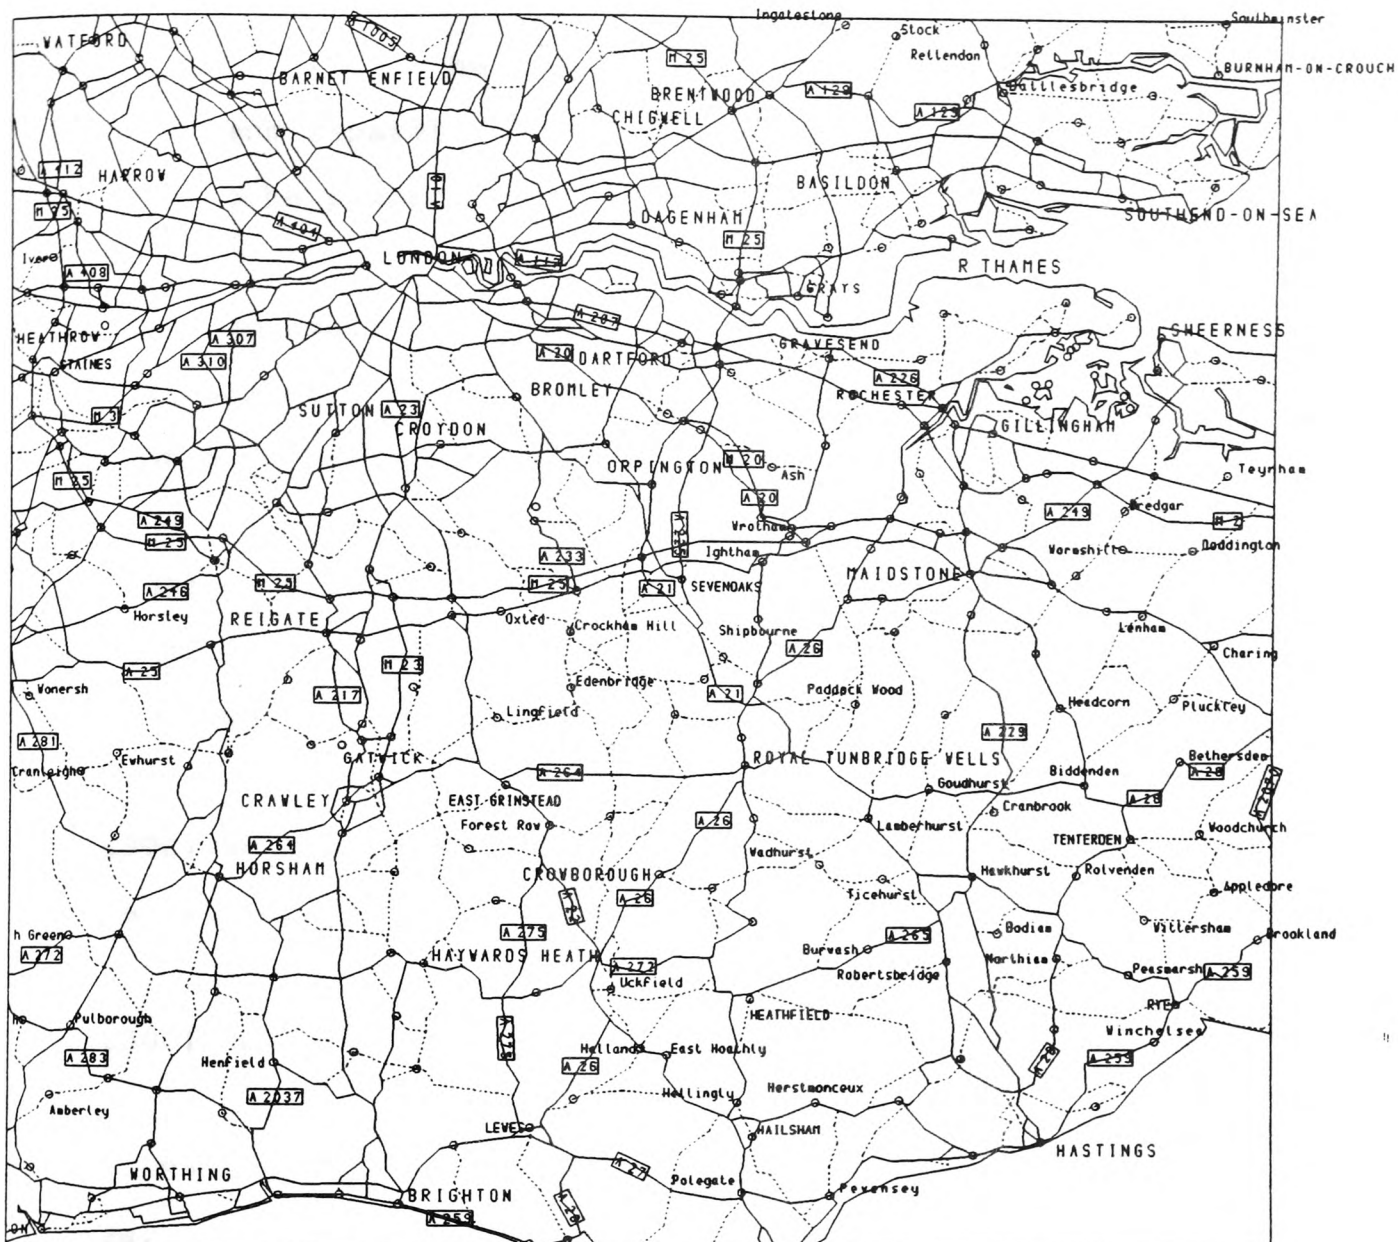 Ingatestone
Southminster
WATFORD
A 1005
Stock
Rettendon
M 25
BURNHAM-ON-CROUCH
BARNET ENFIELD
BRENTWOOD
A 129
Battlesbridge
CHIGWELL
A 129
A 412
HARROW
BASILDON
M 25
A 404
DAGENHAM
SOUTHEND-ON-SEA
M 25
Iver
LONDON
A 117
A 408
R THAMES
GRAYS
A 207
HEATHROW
A 307
GRAVESEND
SHEERNESS
STAINES
A 310
A 20
DARTFORD
BROMLEY
A 226
ROCHESTER
M 3
SUTTON
A 23
CROYDON
GILLINGHAM
ORPINGTON
M 20
Ash
Teynham
M 25
A 20
Bredgar
A 249
Wrotham
A 249
M 2
M 25
A 233
Ightham
Wormshill
Doddington
MAIDSTONE
M 25
M 25
A 21
SEVENOAKS
A 246
Horsley
REIGATE
Oxted
Crockham Hill
Shipbourne
Lenham
A 26
Charing
A 25
M 23
Wonersh
A 217
Edenbridge
A 21
Paddock Wood
Headcorn
Pluckley
Lingfield
A 281
A 229
Ewhurst
GATWICK
ROYAL TUNBRIDGE WELLS
Bethersden
Cranleigh
A 264
Biddenden
A 28
CRAWLEY
EAST GRINSTEAD
Goudhurst
A 28
Cranbrook
Forest Row
A 26
Lamberhurst
Woodchurch
A 264
TENTERDEN
Wadhurst
HORSHAM
CROWBOROUGH
Hawkhurst
Rolvenden
A 26
Ticehurst
Appledore
A 22
h Green
A 275
Bodiam
Wittersham
Brookland
A 272
A 265
HAYWARDS HEATH
Burwash
A 272
Robertsbridge
Northiam
Peasmarsh
A 259
Uckfield
RYE
HEATHFIELD
Pulborough
Winchelsea
A 283
Henfield
Halland
East Hoathly
A 259
A 26
A 28
Amberley
A 2037
Hellingly
Herstmonceux
LEWES
HAILSHAM
HASTINGS
WORTHING
A 27
Polegate
Pevensey
BRIGHTON
A 259
ON